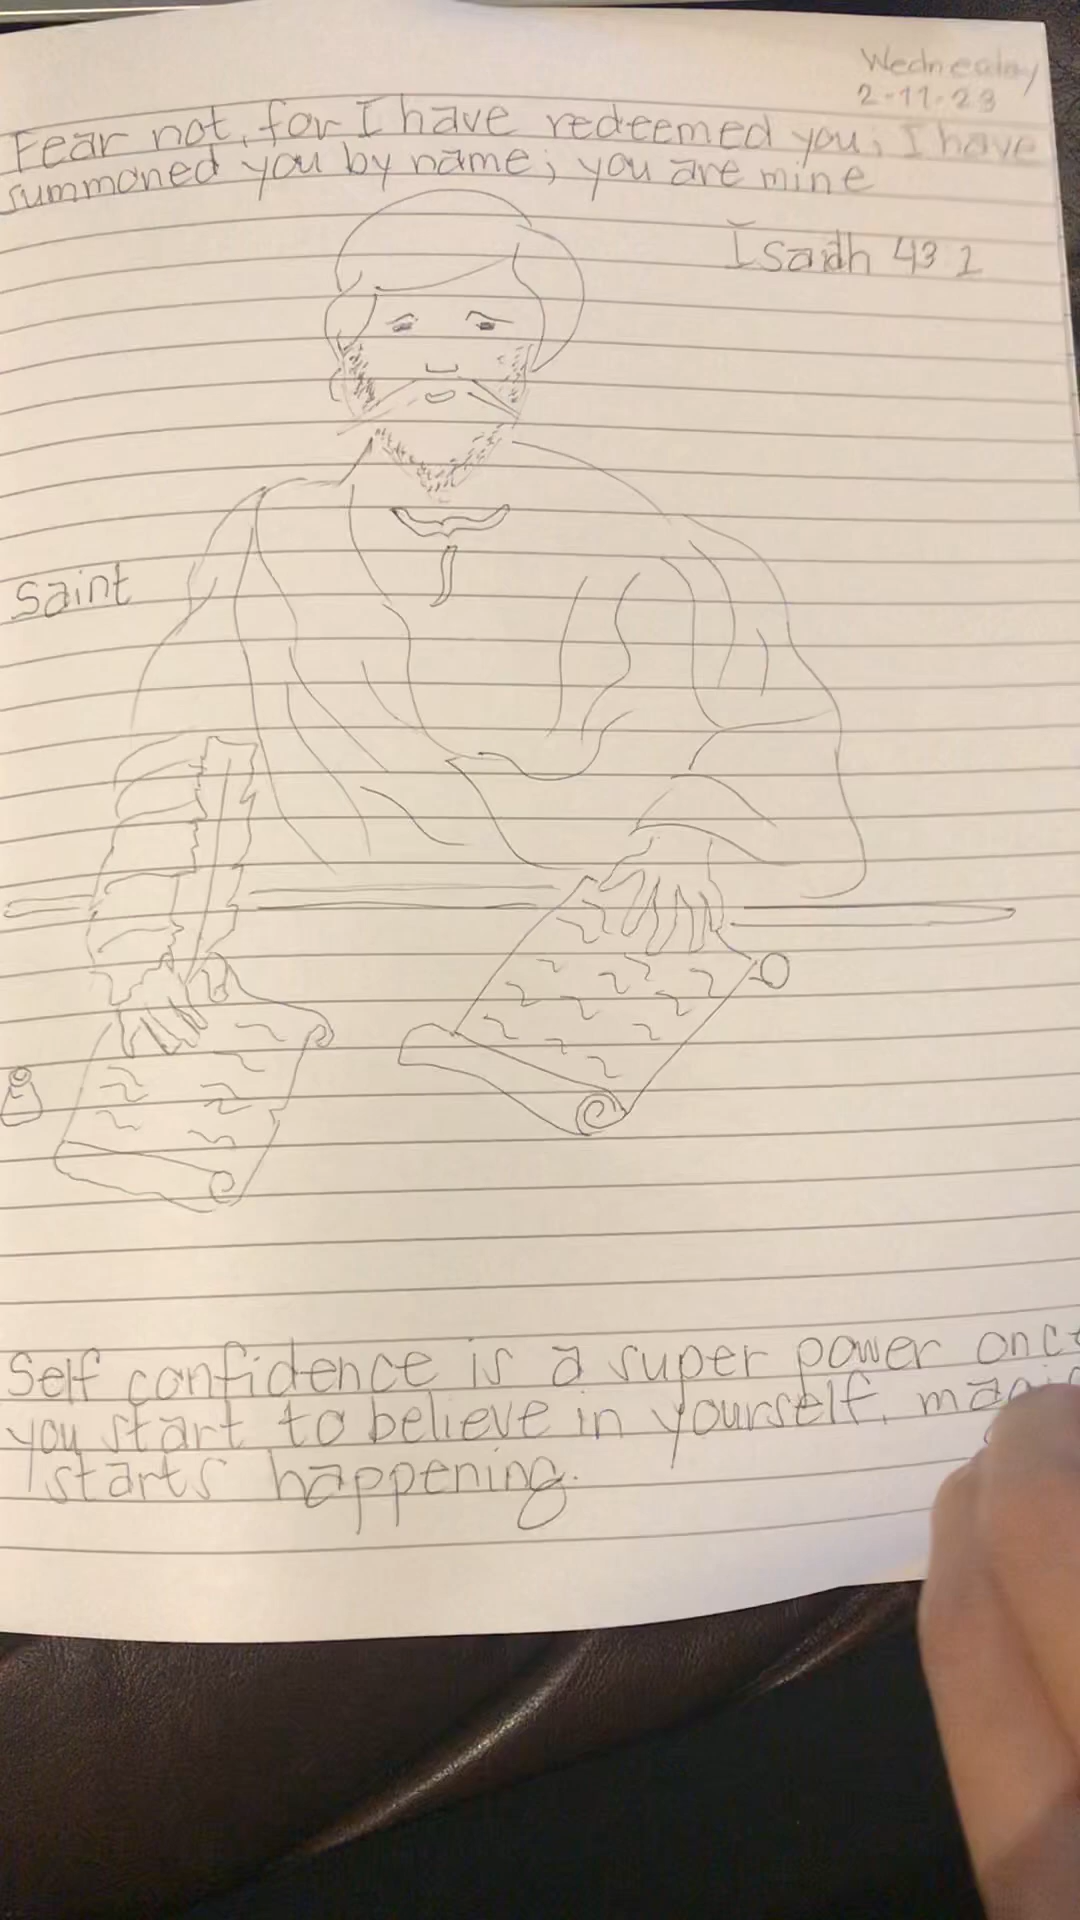 Wednesday
2-11-23
Fear not, for I have redeemed you; I have
summoned you by name; you are mine
Isaidh 43 1
Saint
Self confidence is a super power once
you start to believe in yourself, magic
starts happening.